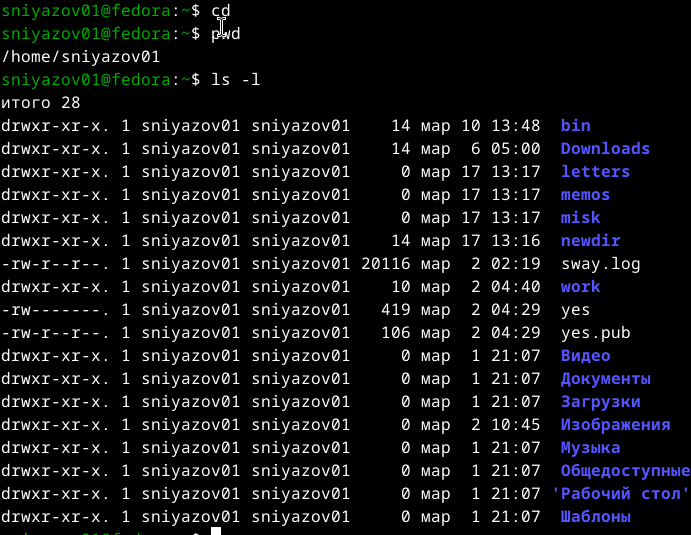 sniyazov01@fedora:~$ cd
sniyazov01@fedora:~$ pwd
/home/sniyazov01
sniyazov01@fedora:~$ ls -l
итого 28
drwxr-xr-x. 1 sniyazov01 sniyazov01    14 мар 10 13:48  bin
drwxr-xr-x. 1 sniyazov01 sniyazov01    14 мар  6 05:00  Downloads
drwxr-xr-x. 1 sniyazov01 sniyazov01     0 мар 17 13:17  letters
drwxr-xr-x. 1 sniyazov01 sniyazov01     0 мар 17 13:17  memos
drwxr-xr-x. 1 sniyazov01 sniyazov01     0 мар 17 13:17  misk
drwxr-xr-x. 1 sniyazov01 sniyazov01    14 мар 17 13:16  newdir
-rw-r--r--. 1 sniyazov01 sniyazov01 20116 мар  2 02:19  sway.log
drwxr-xr-x. 1 sniyazov01 sniyazov01    10 мар  2 04:40  work
-rw-------. 1 sniyazov01 sniyazov01   419 мар  2 04:29  yes
-rw-r--r--. 1 sniyazov01 sniyazov01   106 мар  2 04:29  yes.pub
drwxr-xr-x. 1 sniyazov01 sniyazov01     0 мар  1 21:07  Видео
drwxr-xr-x. 1 sniyazov01 sniyazov01     0 мар  1 21:07  Документы
drwxr-xr-x. 1 sniyazov01 sniyazov01     0 мар  1 21:07  Загрузки
drwxr-xr-x. 1 sniyazov01 sniyazov01     0 мар  2 10:45  Изображения
drwxr-xr-x. 1 sniyazov01 sniyazov01     0 мар  1 21:07  Музыка
drwxr-xr-x. 1 sniyazov01 sniyazov01     0 мар  1 21:07  Общедоступные
drwxr-xr-x. 1 sniyazov01 sniyazov01     0 мар  1 21:07 'Рабочий стол'
drwxr-xr-x. 1 sniyazov01 sniyazov01     0 мар  1 21:07  Шаблоны